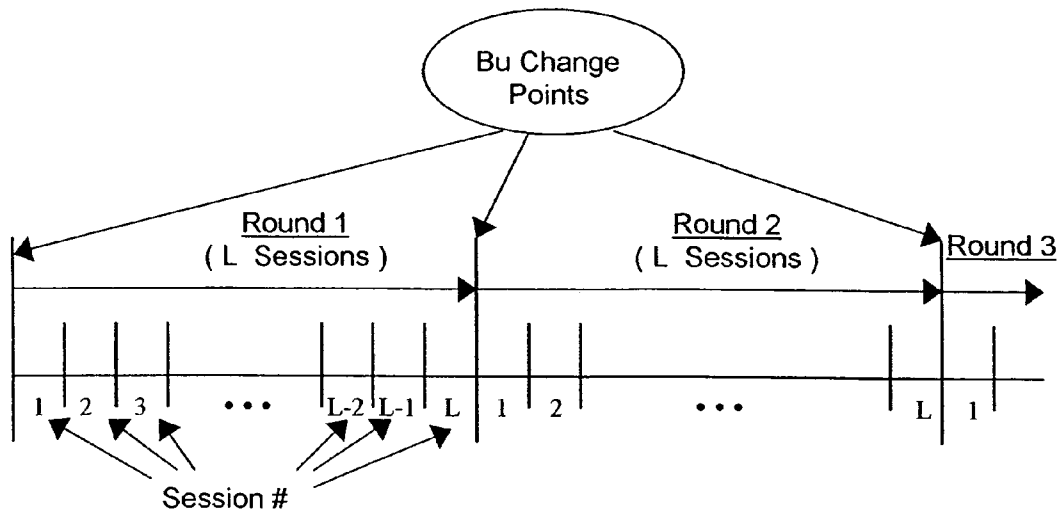 Bu Change
Points
Round 1
( L Sessions )
Round 2
( L Sessions )
Round 3
1 2 3 ••• L-2 L-1 L 1 2 ••• L 1
Session #